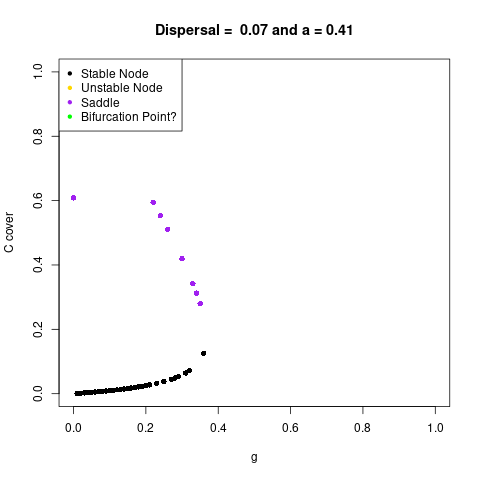 Dispersal =  0.07 and a = 0.41
Stable Node
Unstable Node
Saddle
Bifurcation Point?
C cover
1.0
0.8
0.6
0.4
0.2
0.0
0.0 0.2 0.4 0.6 0.8 1.0
g